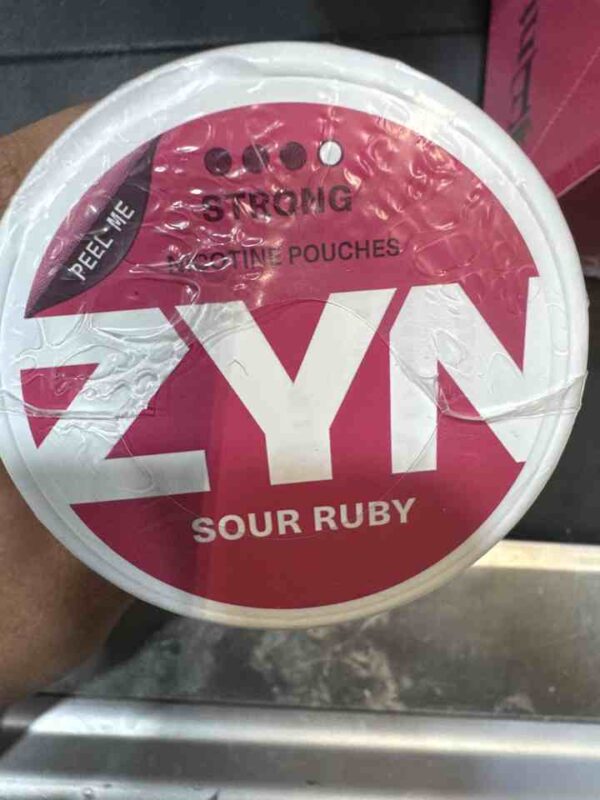 STRONG
NICOTINE POUCHES
PEEL ME
ZYN
SOUR RUBY